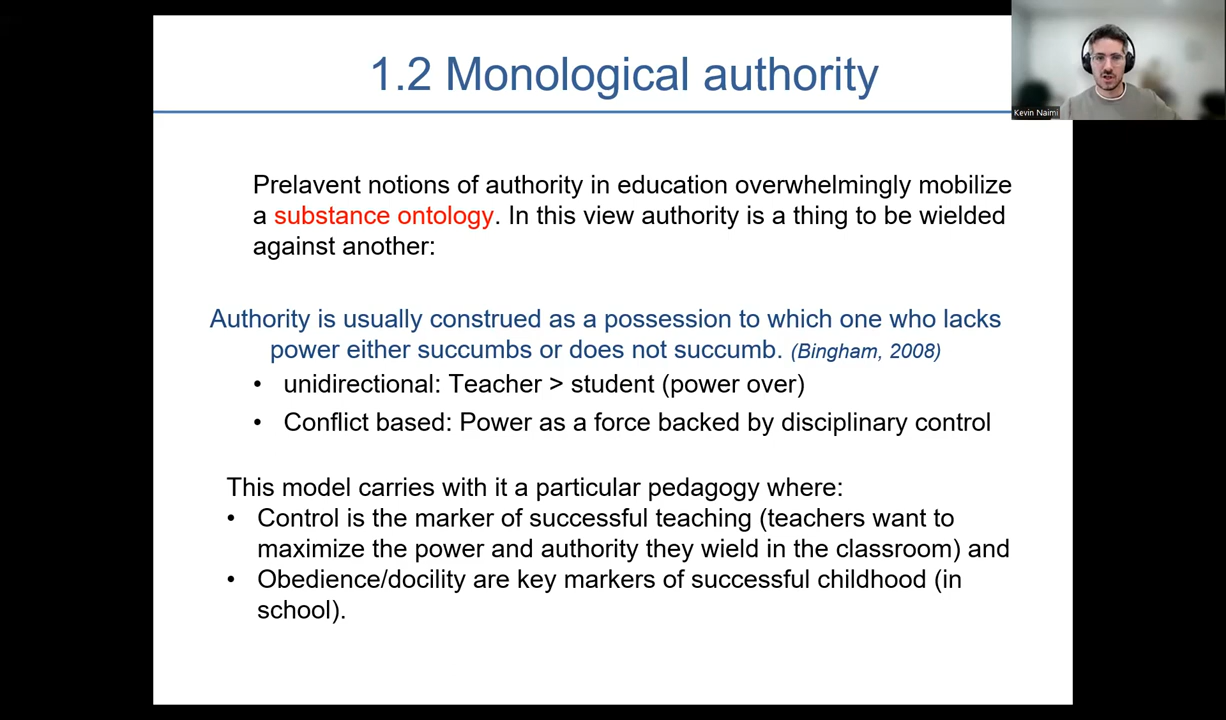 1.2 Monological authority
Kevin Naimi
Prelavent notions of authority in education overwhelmingly mobilize
a substance ontology. In this view authority is a thing to be wielded
against another:
Authority is usually construed as a possession to which one who lacks
power either succumbs or does not succumb. (Bingham, 2008)
• unidirectional: Teacher > student (power over)
• Conflict based: Power as a force backed by disciplinary control
This model carries with it a particular pedagogy where:
• Control is the marker of successful teaching (teachers want to
maximize the power and authority they wield in the classroom) and
• Obedience/docility are key markers of successful childhood (in
school).